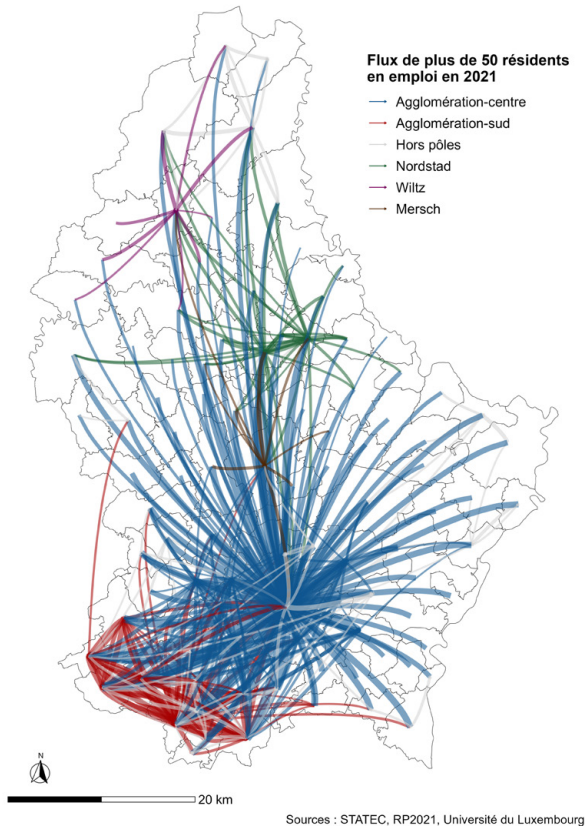 Flux de plus de 50 résidents
en emploi en 2021
Agglomération-centre
Agglomération-sud
Hors pôles
Nordstad
Wiltz
Mersch
N
20 km
Sources : STATEC, RP2021, Université du Luxembourg